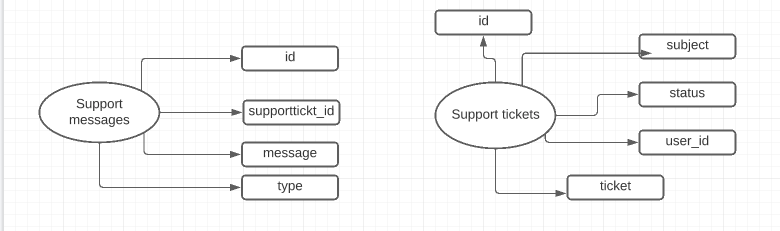 Support
messages
id
supporttickt_id
message
type
id
Support tickets
subject
status
user_id
ticket